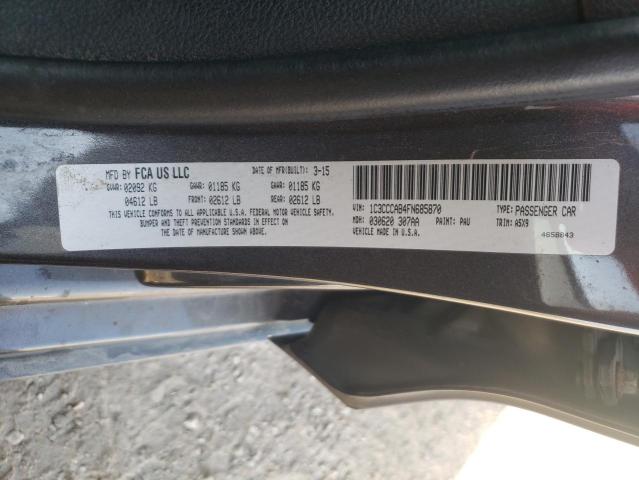 MFD BY FCA US LLC DATE OF MFR(BUILT): 3-15
GVWR: 02092 KG GAWR: 01185 KG GAWR: 01185 KG
04612 LB FRONT: 02612 LB REAR: 02612 LB
THIS VEHICLE CONFORMS TO ALL APPLICABLE U.S.A. FEDERAL MOTOR VEHICLE SAFETY,
BUMPER AND THEFT PREVENTION STANDARDS IN EFFECT ON
THE DATE OF MANUFACTURE SHOWN ABOVE.
VIN: 1C3CCCAB4FN685870 TYPE: PASSENGER CAR
MDH: 030620 307AA PAINT: PAU TRIM: A5X9
VEHICLE MADE IN U.S.A. 4658843